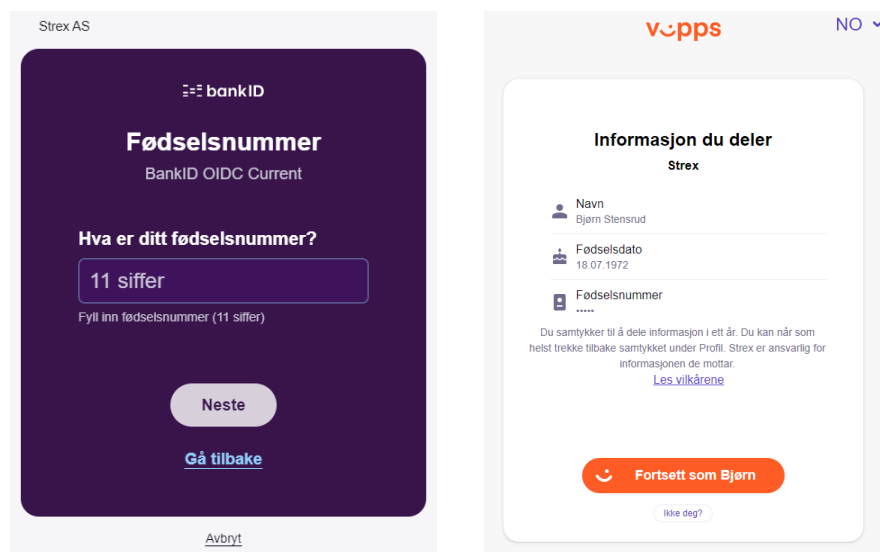 Strex AS
bankID
Fødselsnummer
BankID OIDC Current
Hva er ditt fødselsnummer?
11 siffer
Fyll inn fødselsnummer (11 siffer)
Neste
Gå tilbake
Avbryt
vipps
NO
Informasjon du deler
Strex
Navn
Bjørn Stensrud
Fødselsdato
18.07.1972
Fødselsnummer
•••••
Du samtykker til å dele informasjon i ett år. Du kan når som
helst trekke tilbake samtykket under Profil. Strex er ansvarlig for
informasjonen de mottar.
Les vilkårene
Fortsett som Bjørn
Ikke deg?